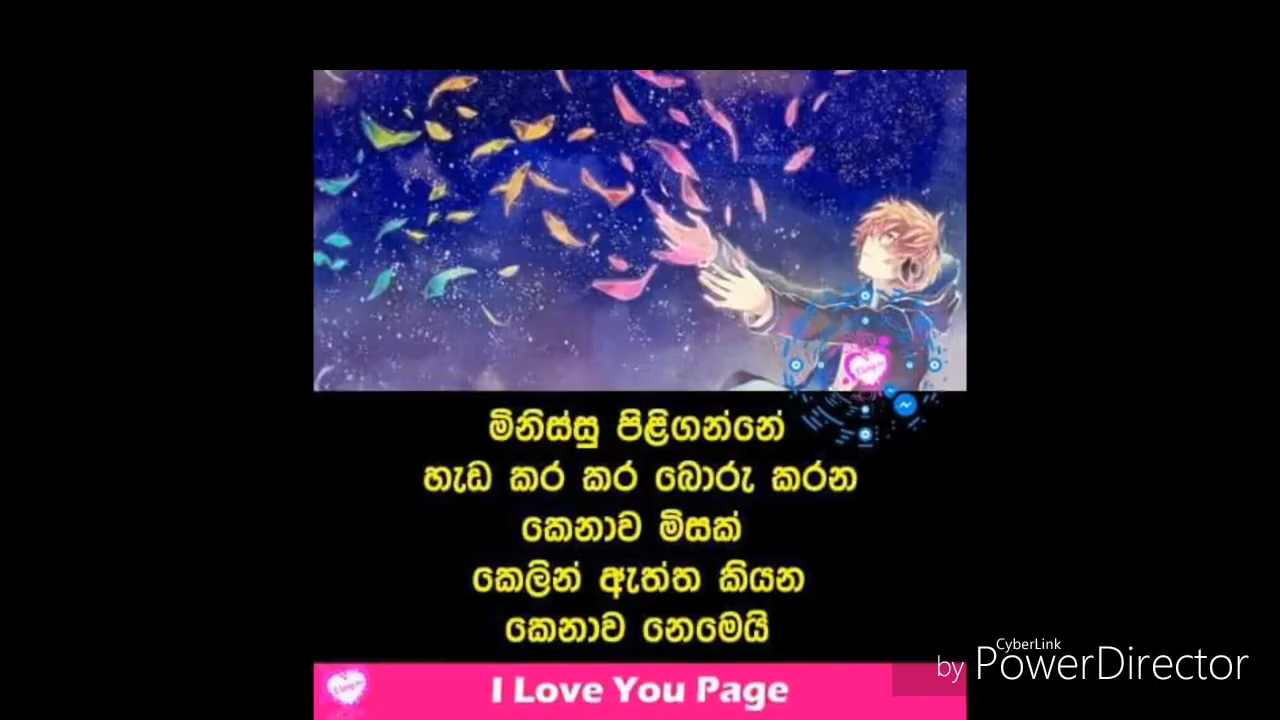 මිනිස්සු පිළිගන්නේ
හැඩ කර කර බොරු කරන
කෙනාව මිසක්
කෙලින් ඇත්ත කියන
කෙනාව නෙමෙයි
I Love You Page
CyberLink
by PowerDirector